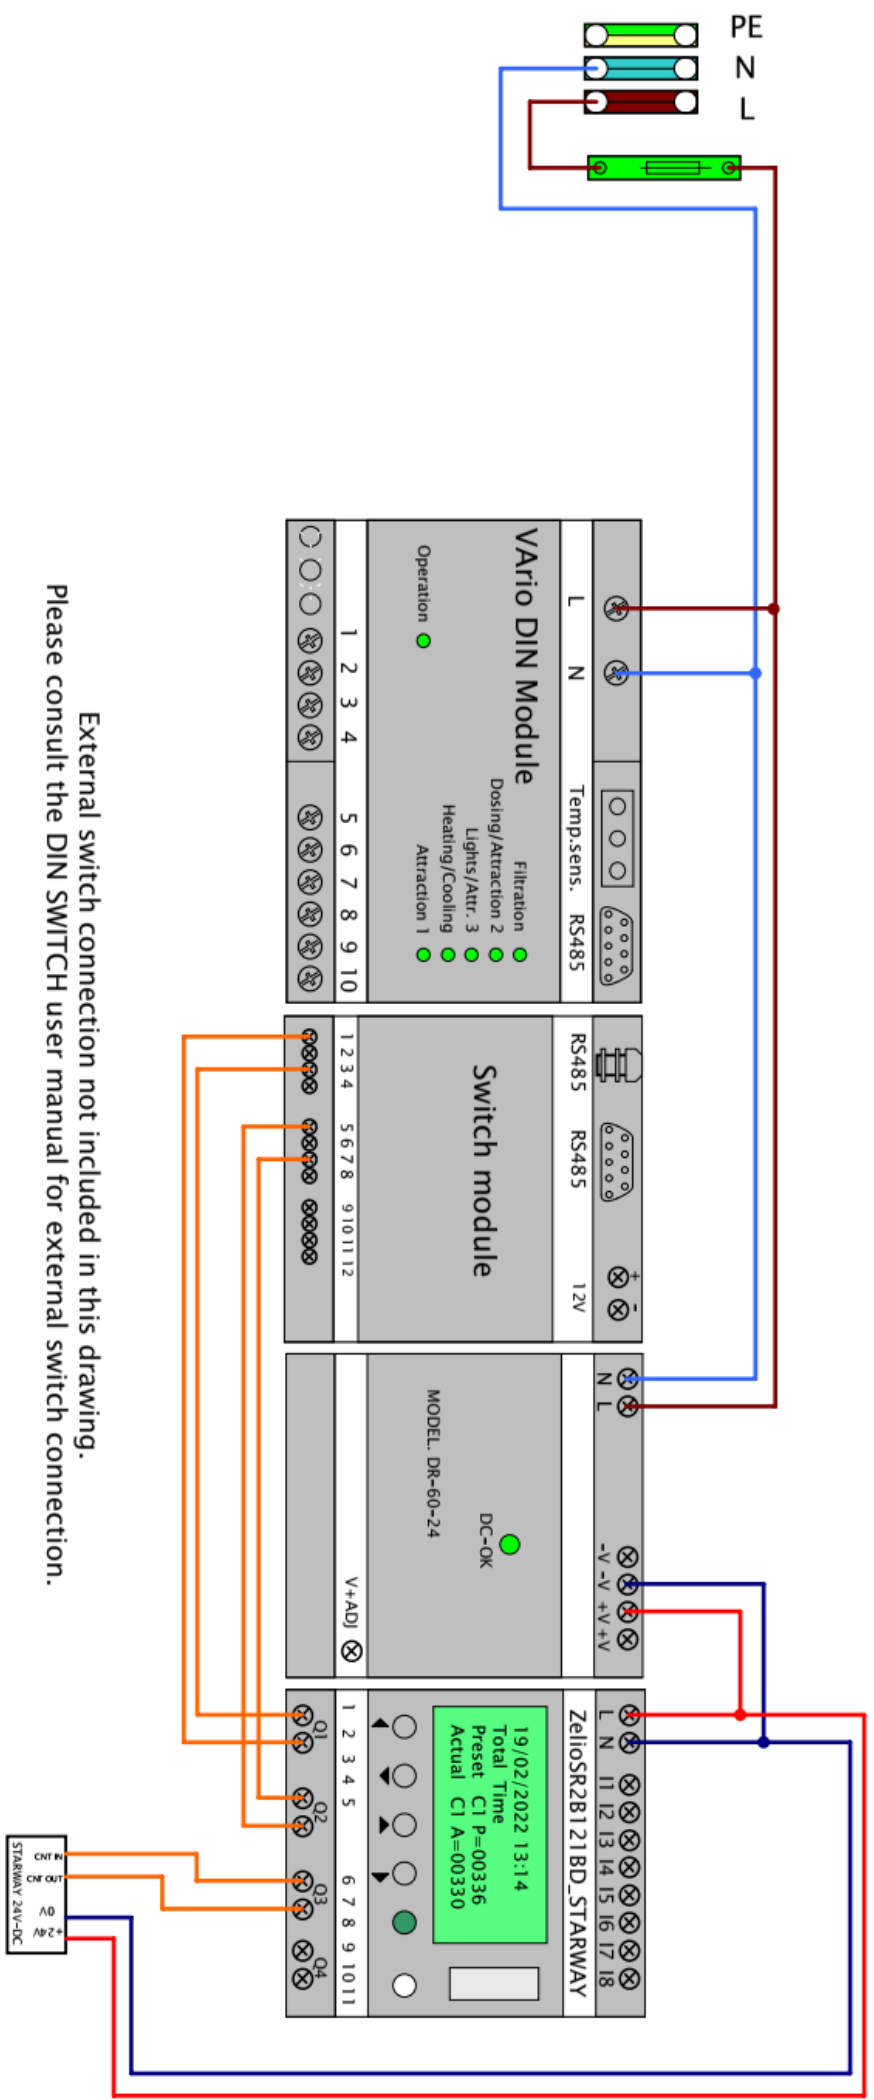 PE
N
L
VArio DIN Module
L
N
Temp.sens.
RS485
Operation
Filtration
Dosing/Attraction 2
Lights/Attr. 3
Heating/Cooling
Attraction 1
1 2 3 4
5 6 7 8 9 10
Switch module
RS485
RS485
+ -
12V
1 2 3 4
5 6 7 8
9 10 11 12
N L
-V -V +V +V
DC-OK
MODEL. DR-60-24
V+ADJ
L N I1 I2 I3 I4 I5 I6 I7 I8
ZelioSR2B121BD_STARWAY
19/02/2022 13:14
Total Time
Preset C1 P=00336
Actual C1 A=00330
1 2 3 4 5
6 7 8 9 10 11
Q1
Q2
Q3
Q4
CNT IN
CNT OUT
0V
+24V
STARWAY 24V-DC
External switch connection not included in this drawing.
Please consult the DIN SWITCH user manual for external switch connection.